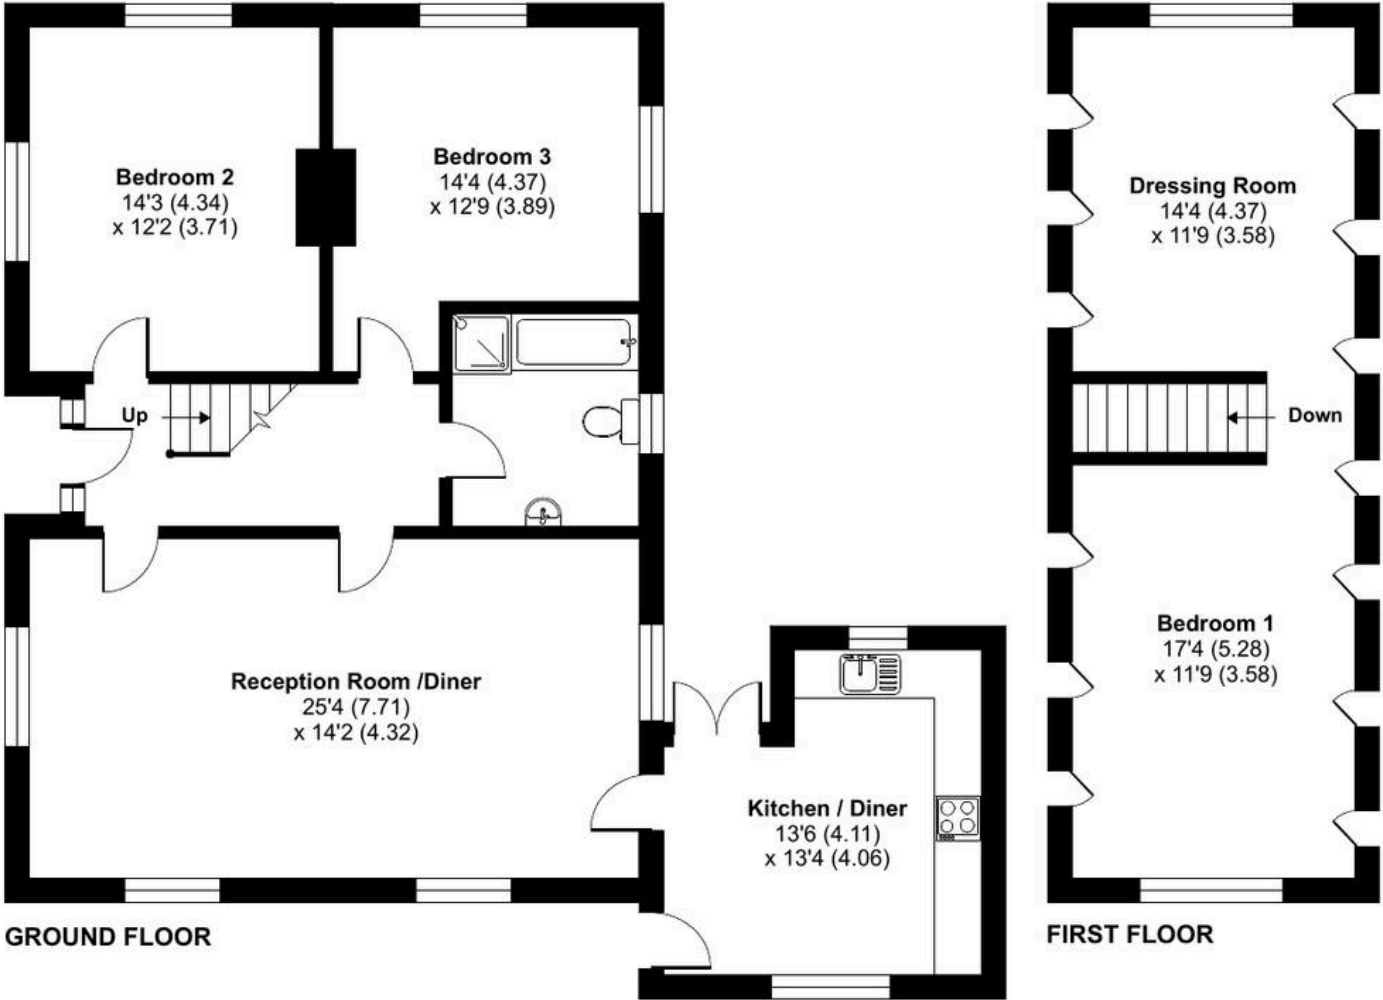 Bedroom 2
14'3 (4.34)
x 12'2 (3.71)
Bedroom 3
14'4 (4.37)
x 12'9 (3.89)
Up
Reception Room /Diner
25'4 (7.71)
x 14'2 (4.32)
Kitchen / Diner
13'6 (4.11)
x 13'4 (4.06)
GROUND FLOOR
Dressing Room
14'4 (4.37)
x 11'9 (3.58)
Down
Bedroom 1
17'4 (5.28)
x 11'9 (3.58)
FIRST FLOOR